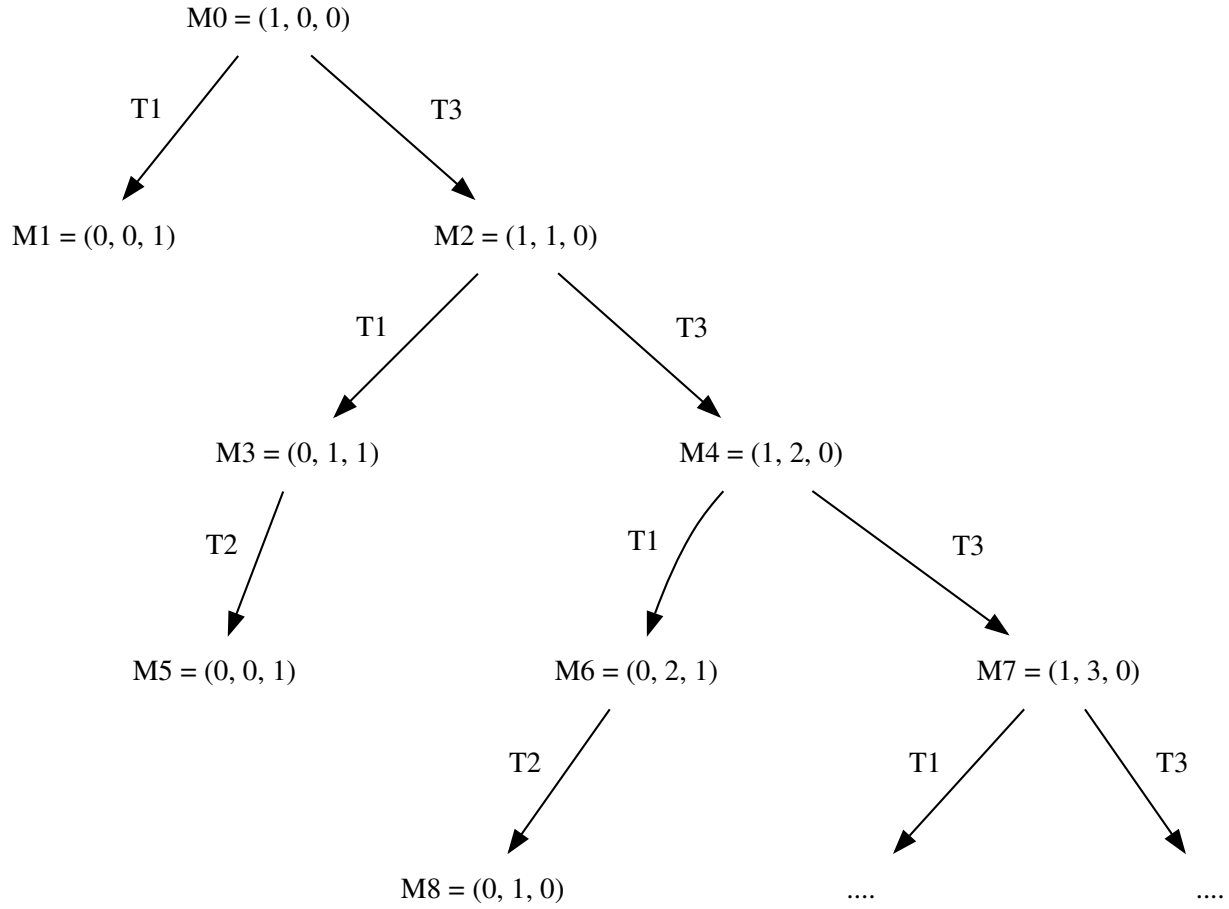 M0 = (1, 0, 0)
T1
T3
M1 = (0, 0, 1)
M2 = (1, 1, 0)
T1
T3
M3 = (0, 1, 1)
M4 = (1, 2, 0)
T2
T1
T3
M5 = (0, 0, 1)
M6 = (0, 2, 1)
M7 = (1, 3, 0)
T2
T1
T3
M8 = (0, 1, 0)
....
....